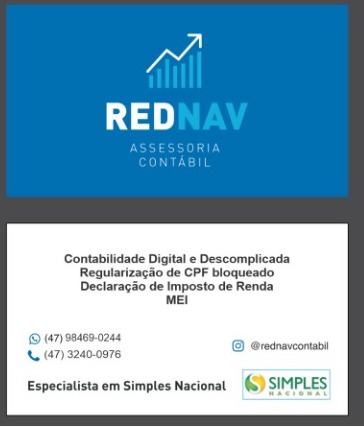 REDNAV
ASSESSORIA
CONTÁBIL
Contabilidade Digital e Descomplicada
Regularização de CPF bloqueado
Declaração de Imposto de Renda
MEI
(47) 98469-0244
(47) 3240-0976
@rednavcontabil
Especialista em Simples Nacional
SIMPLES
NACIONAL